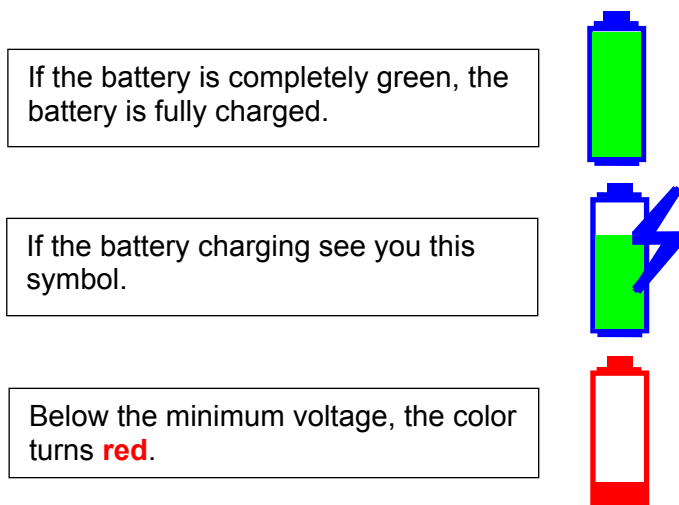 If the battery is completely green, the
battery is fully charged.
If the battery charging see you this
symbol.
Below the minimum voltage, the color
turns red.